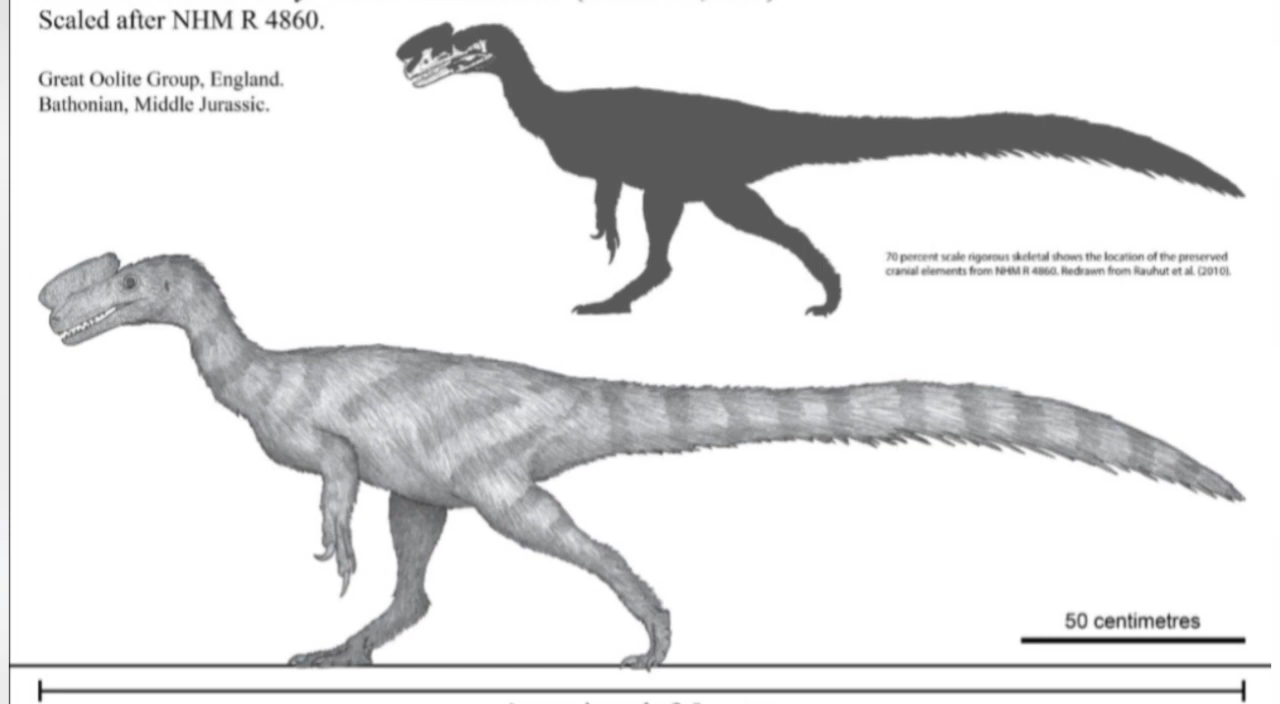 Scaled after NHM R 4860.
Great Oolite Group, England.
Bathonian, Middle Jurassic.
70 percent scale rigorous skeletal shows the location of the preserved
cranial elements from NHM R 4860. Redrawn from Rauhut et al. (2010).
50 centimetres